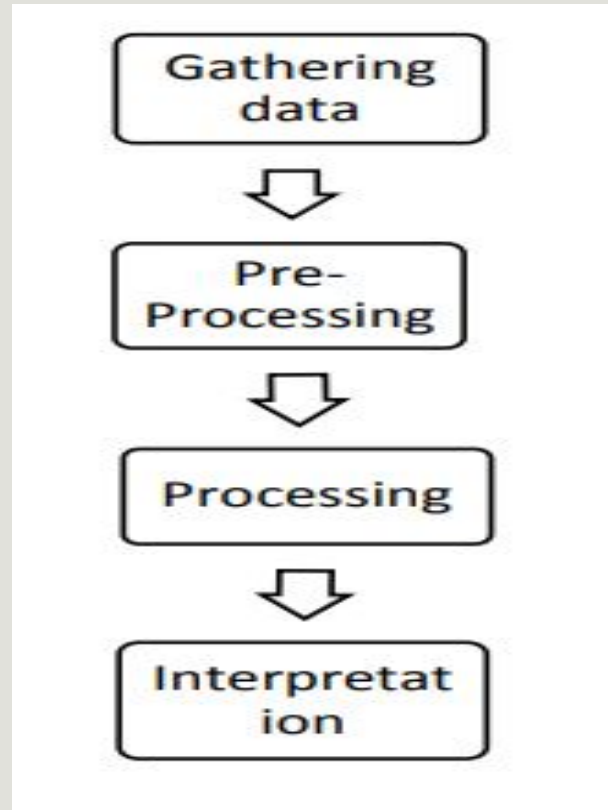 Gathering
data
Pre-
Processing
Processing
Interpretat
ion